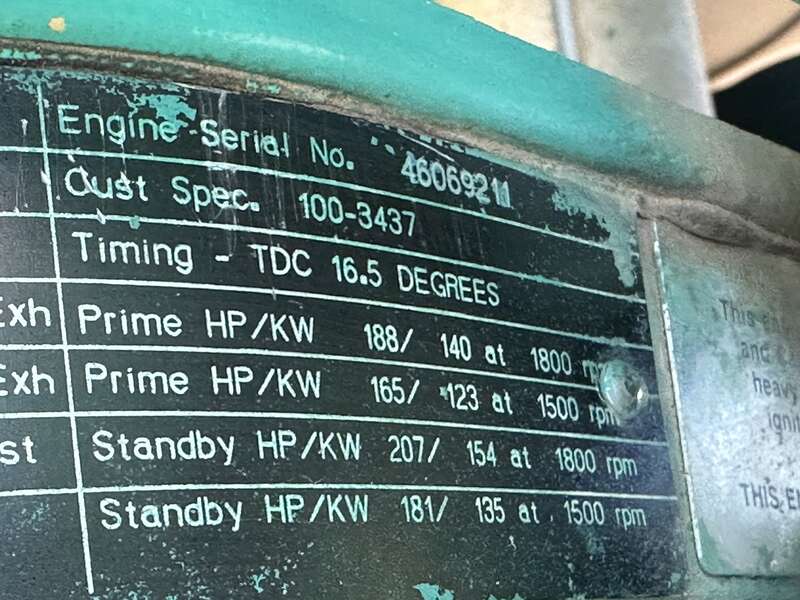 Engine Serial No. 46069211
Cust Spec. 100-3437
Timing - TDC 16.5 DEGREES
Exh Prime HP/KW 188/ 140 at 1800 rpm
Exh Prime HP/KW 165/ 123 at 1500 rpm
st Standby HP/KW 207/ 154 at 1800 rpm
Standby HP/KW 181/ 135 at 1500 rpm
This
and
heavy
ignit
THIS E